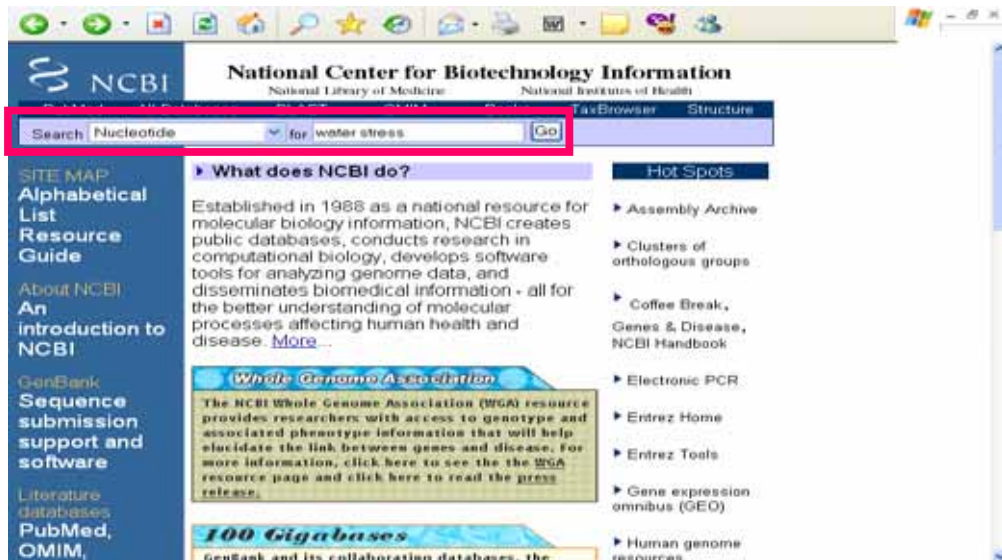 NCBI
National Center for Biotechnology Information
National Library of Medicine National Institutes of Health
TaxBrowser Structure
Search Nucleotide for water stress Go
SITE MAP
Alphabetical
List
Resource
Guide
About NCBI
An
introduction to
NCBI
GenBank
Sequence
submission
support and
software
Literature
databases
PubMed,
OMIM,
What does NCBI do?
Established in 1988 as a national resource for
molecular biology information, NCBI creates
public databases, conducts research in
computational biology, develops software
tools for analyzing genome data, and
disseminates biomedical information - all for
the better understanding of molecular
processes affecting human health and
disease. More...
Whole Genome Association
The NCBI Whole Genome Association (WGA) resource
provides researchers with access to genotype and
associated phenotype information that will help
elucidate the link between genes and disease. For
more information, click here to see the the WGA
resource page and click here to read the press
release.
100 Gigabases
GenBank and its collaboration databases, the
Hot Spots
Assembly Archive
Clusters of
orthologous groups
Coffee Break,
Genes & Disease,
NCBI Handbook
Electronic PCR
Entrez Home
Entrez Tools
Gene expression
omnibus (GEO)
Human genome
resources